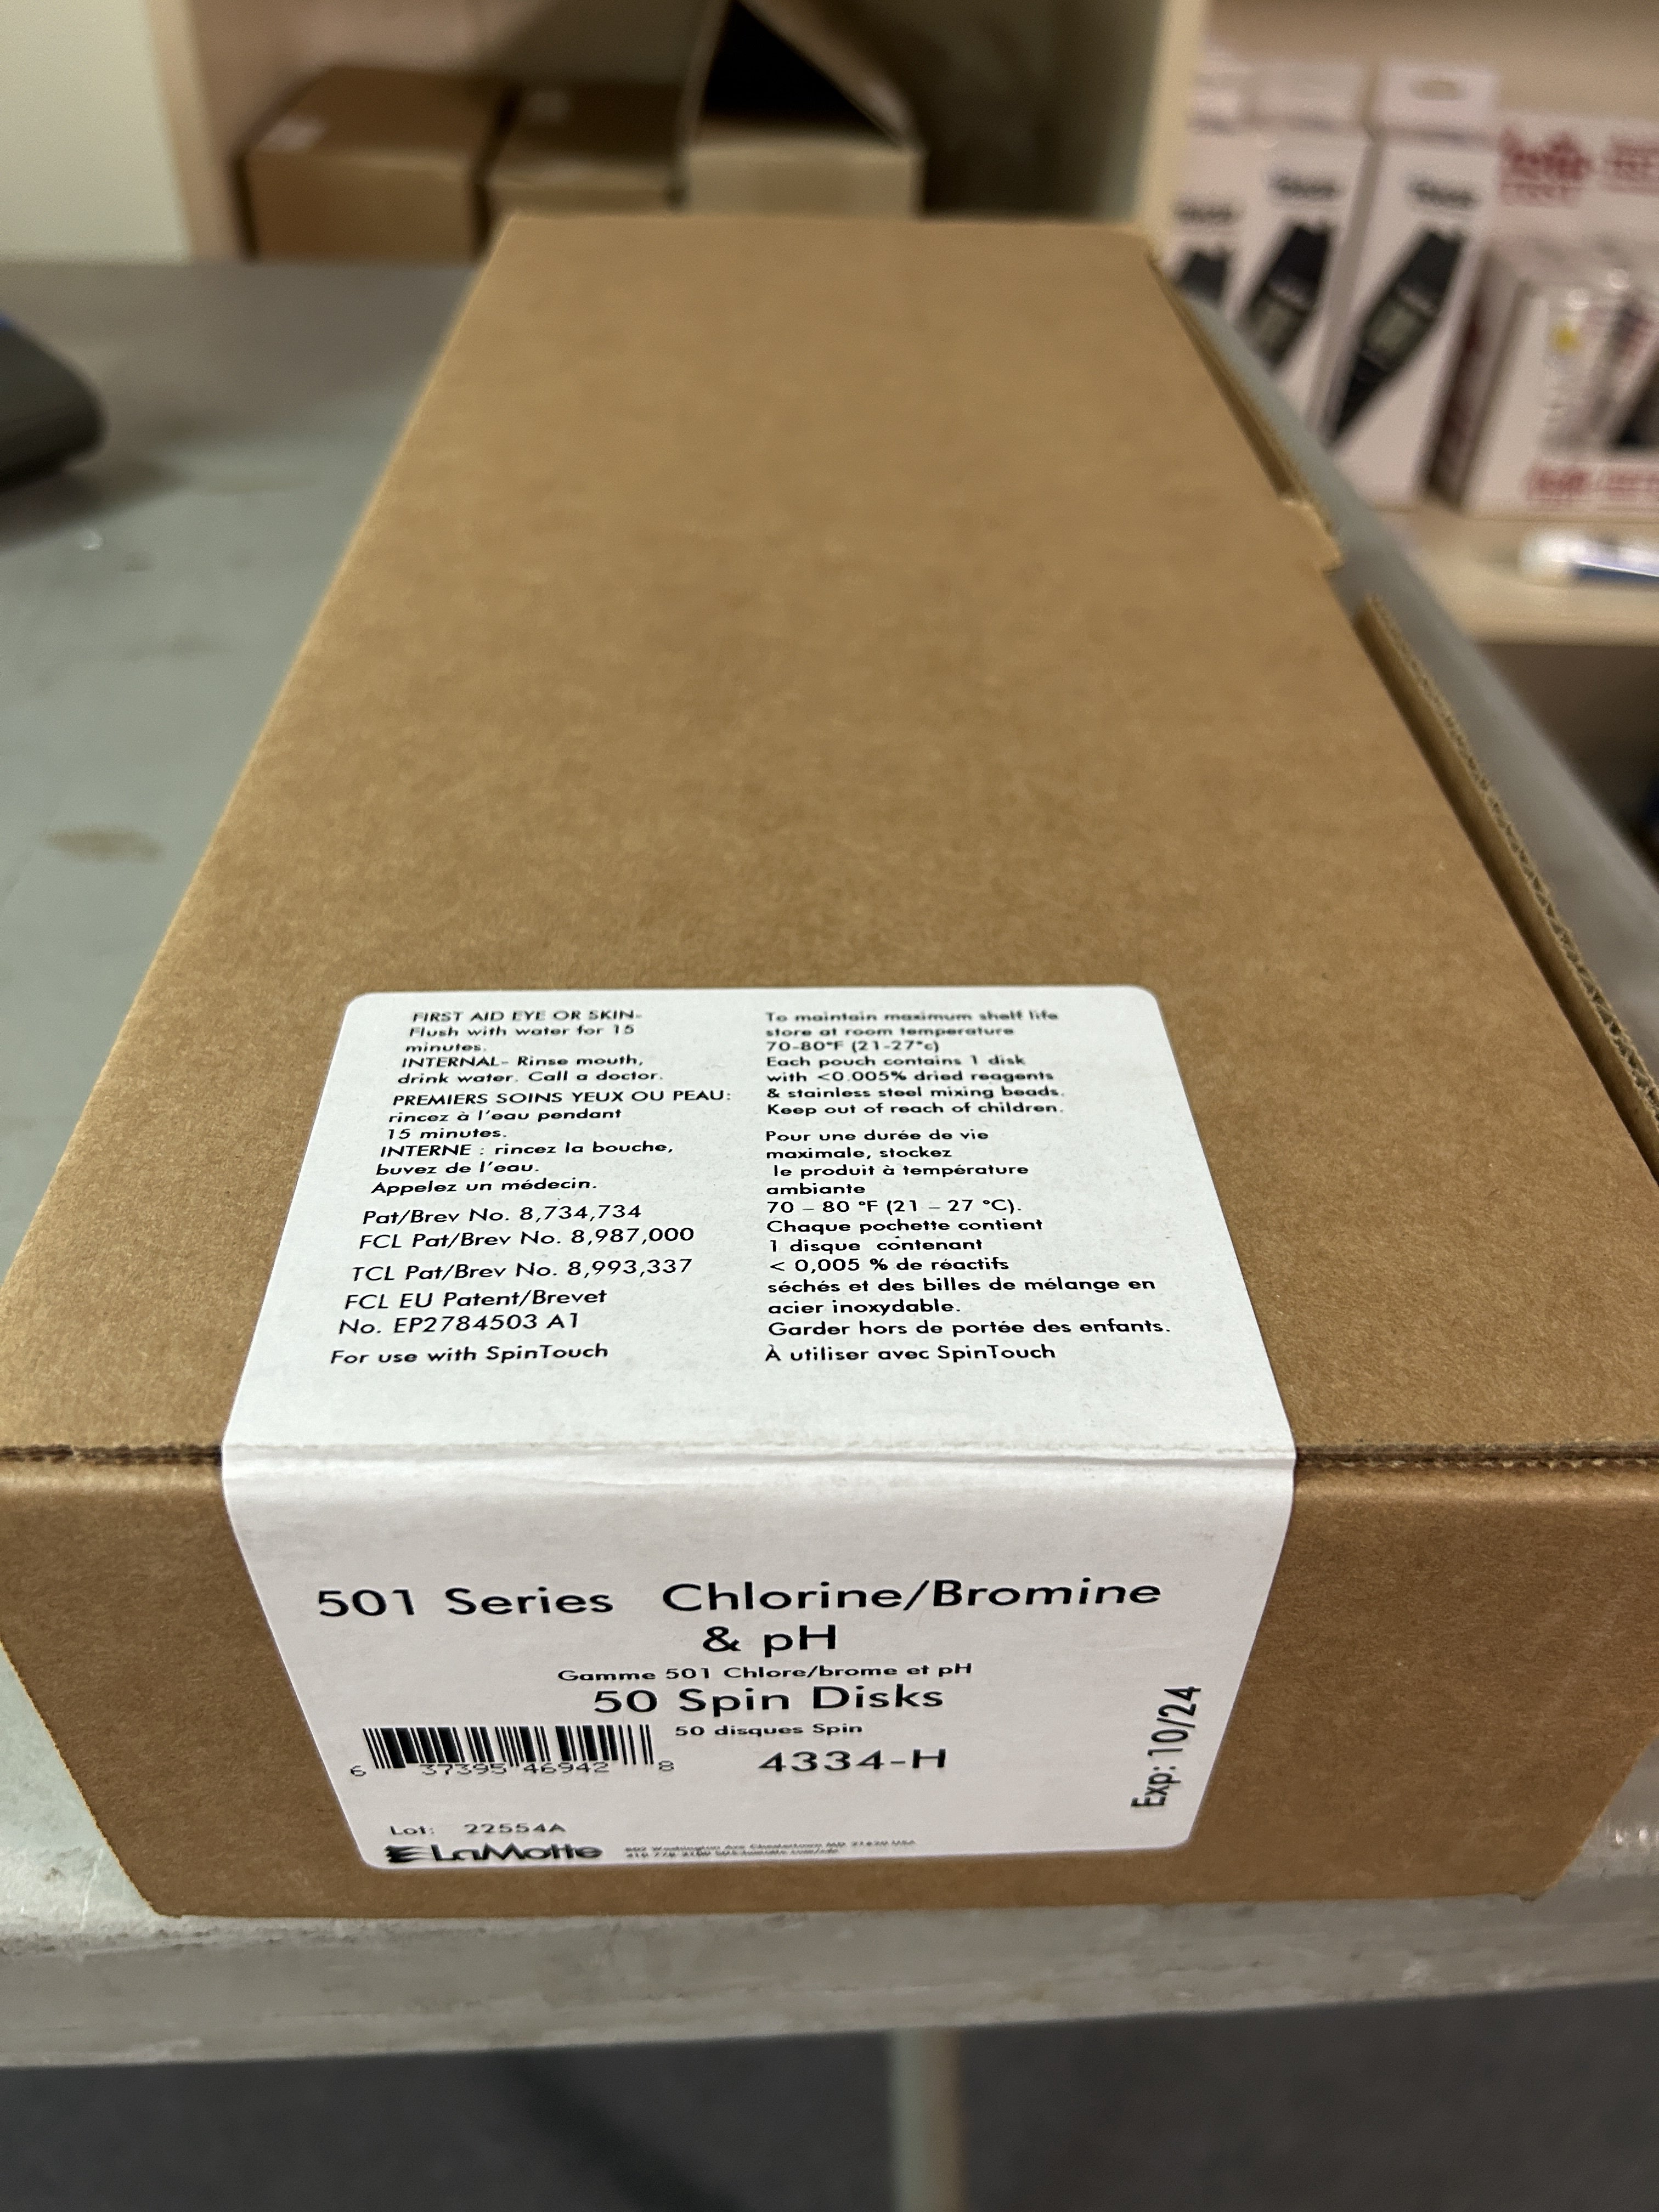 FIRST AID EYE OR SKIN-
Flush with water for 15
minutes.
INTERNAL- Rinse mouth,
drink water. Call a doctor.
PREMIERS SOINS YEUX OU PEAU:
rincez à l'eau pendant
15 minutes.
INTERNE : rincez la bouche,
buvez de l'eau.
Appelez un médecin.
Pat/Brev No. 8,734,734
FCL Pat/Brev No. 8,987,000
TCL Pat/Brev No. 8,993,337
FCL EU Patent/Brevet
No. EP2784503 A1
For use with SpinTouch
To maintain maximum shelf life
store at room temperature
70-80°F (21-27°c)
Each pouch contains 1 disk
with <0.005% dried reagents
& stainless steel mixing beads.
Keep out of reach of children.
Pour une durée de vie
maximale, stockez
le produit à température
ambiante
70 – 80 °F (21 – 27 °C).
Chaque pochette contient
1 disque contenant
< 0,005 % de réactifs
séchés et des billes de mélange en
acier inoxydable.
Garder hors de portée des enfants.
À utiliser avec SpinTouch
501 Series Chlorine/Bromine
& pH
Gamme 501 Chlore/brome et pH
50 Spin Disks
50 disques Spin
6 37395 46942 8
4334-H
Exp: 10/24
Lot: 22554A
LaMotte